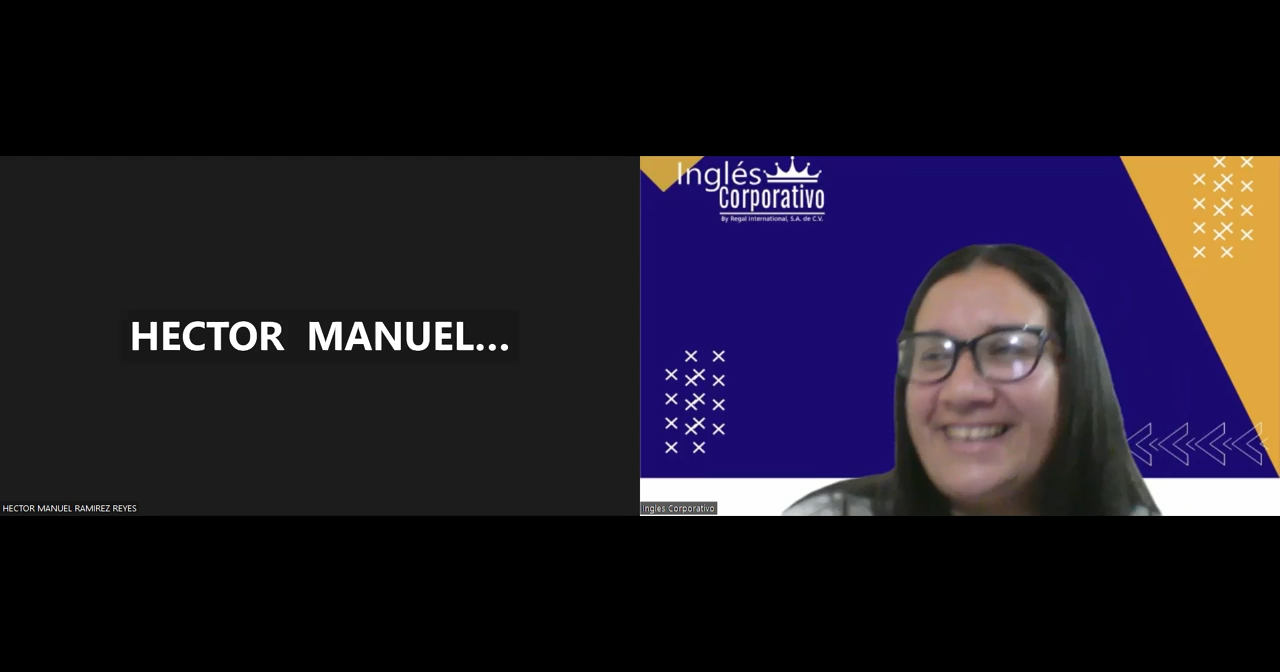 HECTOR MANUEL...
HECTOR MANUEL RAMIREZ REYES
Inglés
Corporativo
By Regal International, S.A. de C.V.
Ingles Corporativo